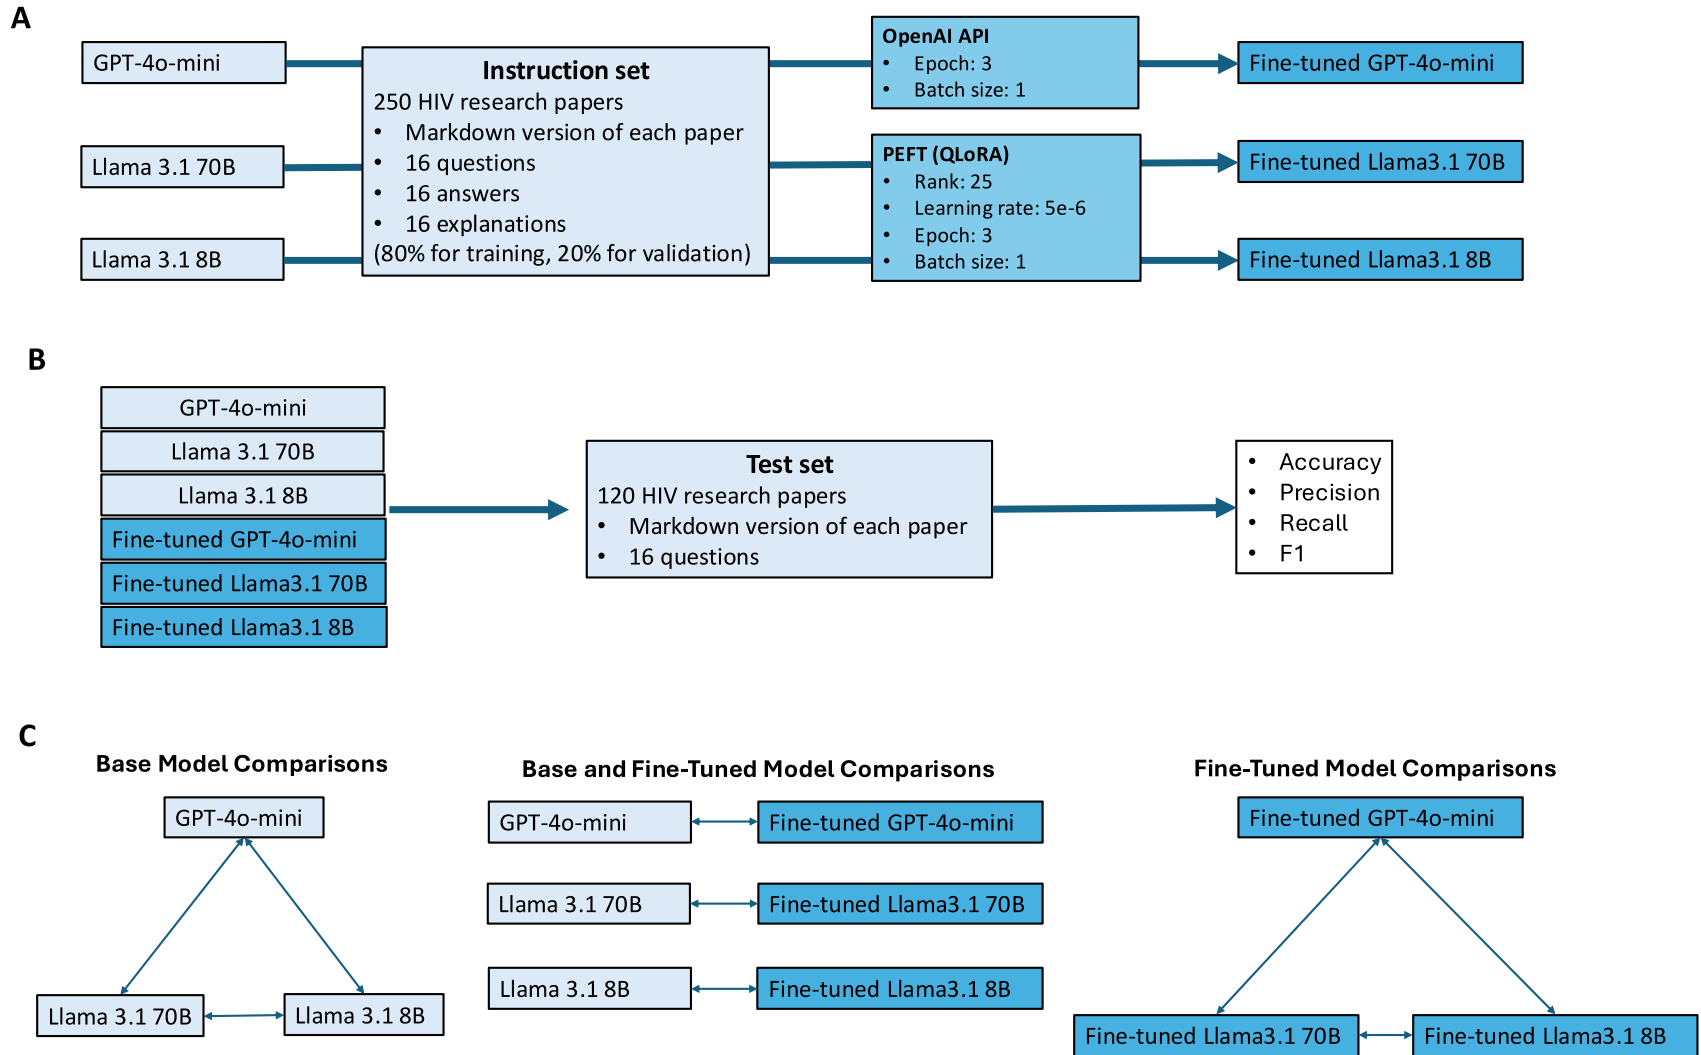 A
GPT-4o-mini
Llama 3.1 70B
Llama 3.1 8B
Instruction set
250 HIV research papers
• Markdown version of each paper
• 16 questions
• 16 answers
• 16 explanations
(80% for training, 20% for validation)
OpenAI API
• Epoch: 3
• Batch size: 1
PEFT (QLoRA)
• Rank: 25
• Learning rate: 5e-6
• Epoch: 3
• Batch size: 1
Fine-tuned GPT-4o-mini
Fine-tuned Llama3.1 70B
Fine-tuned Llama3.1 8B
B
GPT-4o-mini
Llama 3.1 70B
Llama 3.1 8B
Fine-tuned GPT-4o-mini
Fine-tuned Llama3.1 70B
Fine-tuned Llama3.1 8B
Test set
120 HIV research papers
• Markdown version of each paper
• 16 questions
• Accuracy
• Precision
• Recall
• F1
C
Base Model Comparisons
GPT-4o-mini
Llama 3.1 70B
Llama 3.1 8B
Base and Fine-Tuned Model Comparisons
GPT-4o-mini
Fine-tuned GPT-4o-mini
Llama 3.1 70B
Fine-tuned Llama3.1 70B
Llama 3.1 8B
Fine-tuned Llama3.1 8B
Fine-Tuned Model Comparisons
Fine-tuned GPT-4o-mini
Fine-tuned Llama3.1 70B
Fine-tuned Llama3.1 8B